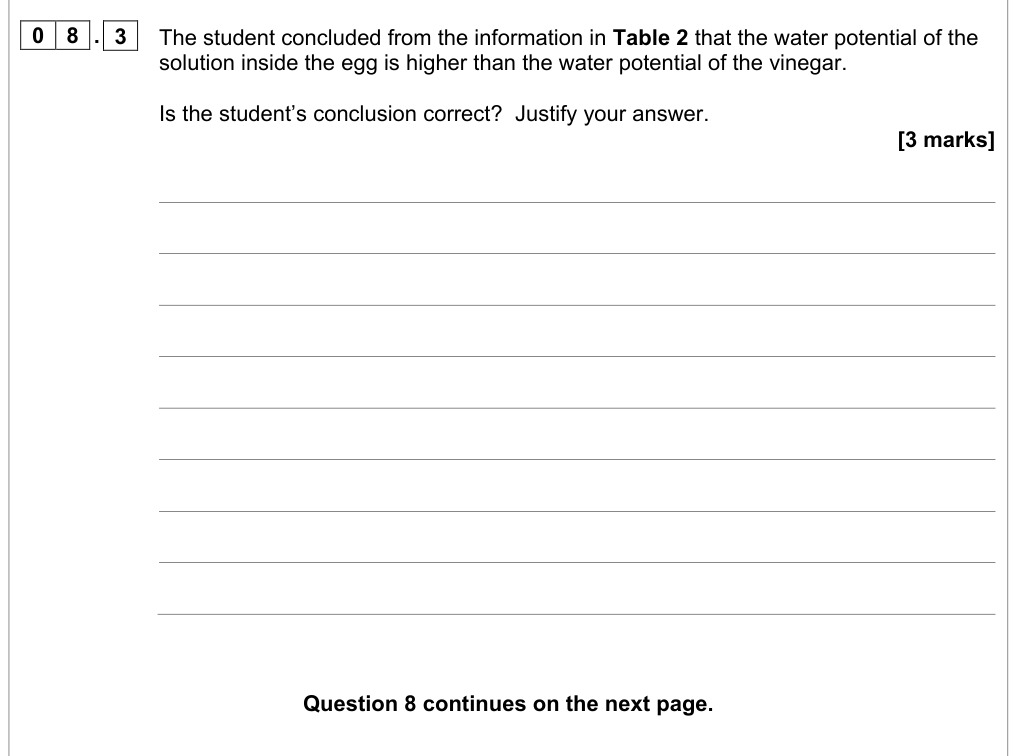 08.3 The student concluded from the information in Table 2 that the water potential of the
solution inside the egg is higher than the water potential of the vinegar.
Is the student's conclusion correct? Justify your answer.
[3 marks]
Question 8 continues on the next page.